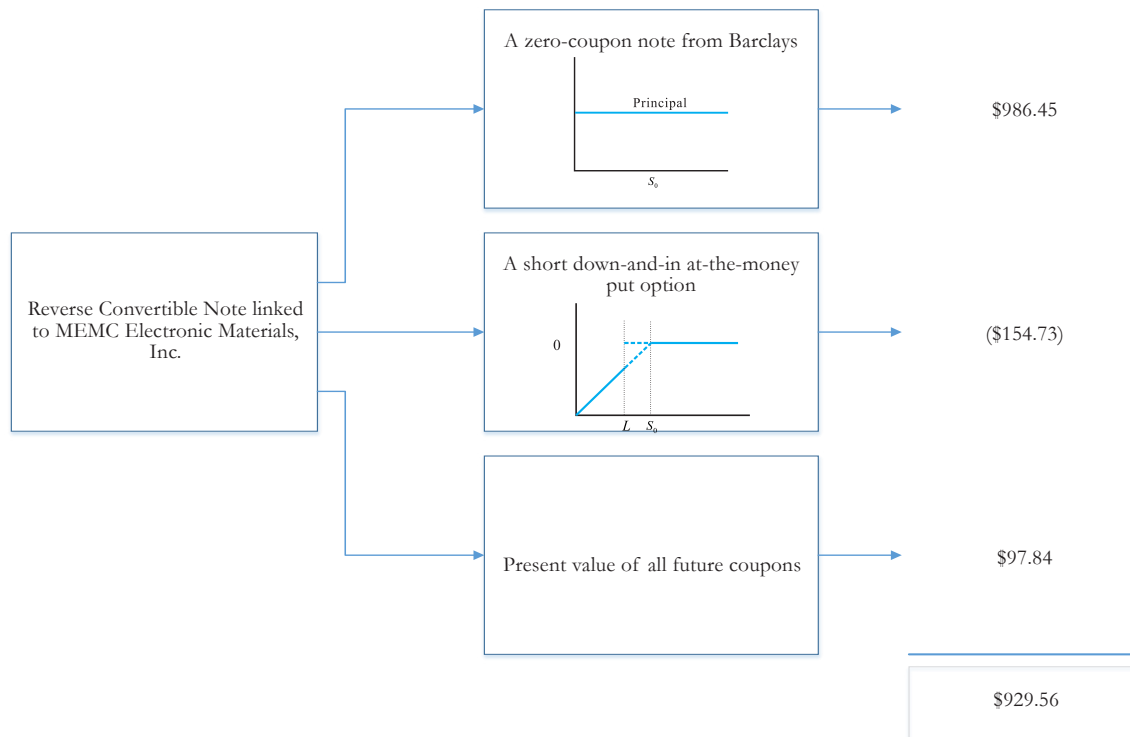 A zero-coupon note from Barclays
Principal
S₀
$986.45
Reverse Convertible Note linked
to MEMC Electronic Materials,
Inc.
A short down-and-in at-the-money
put option
0
L S₀
($154.73)
Present value of all future coupons
$97.84
$929.56